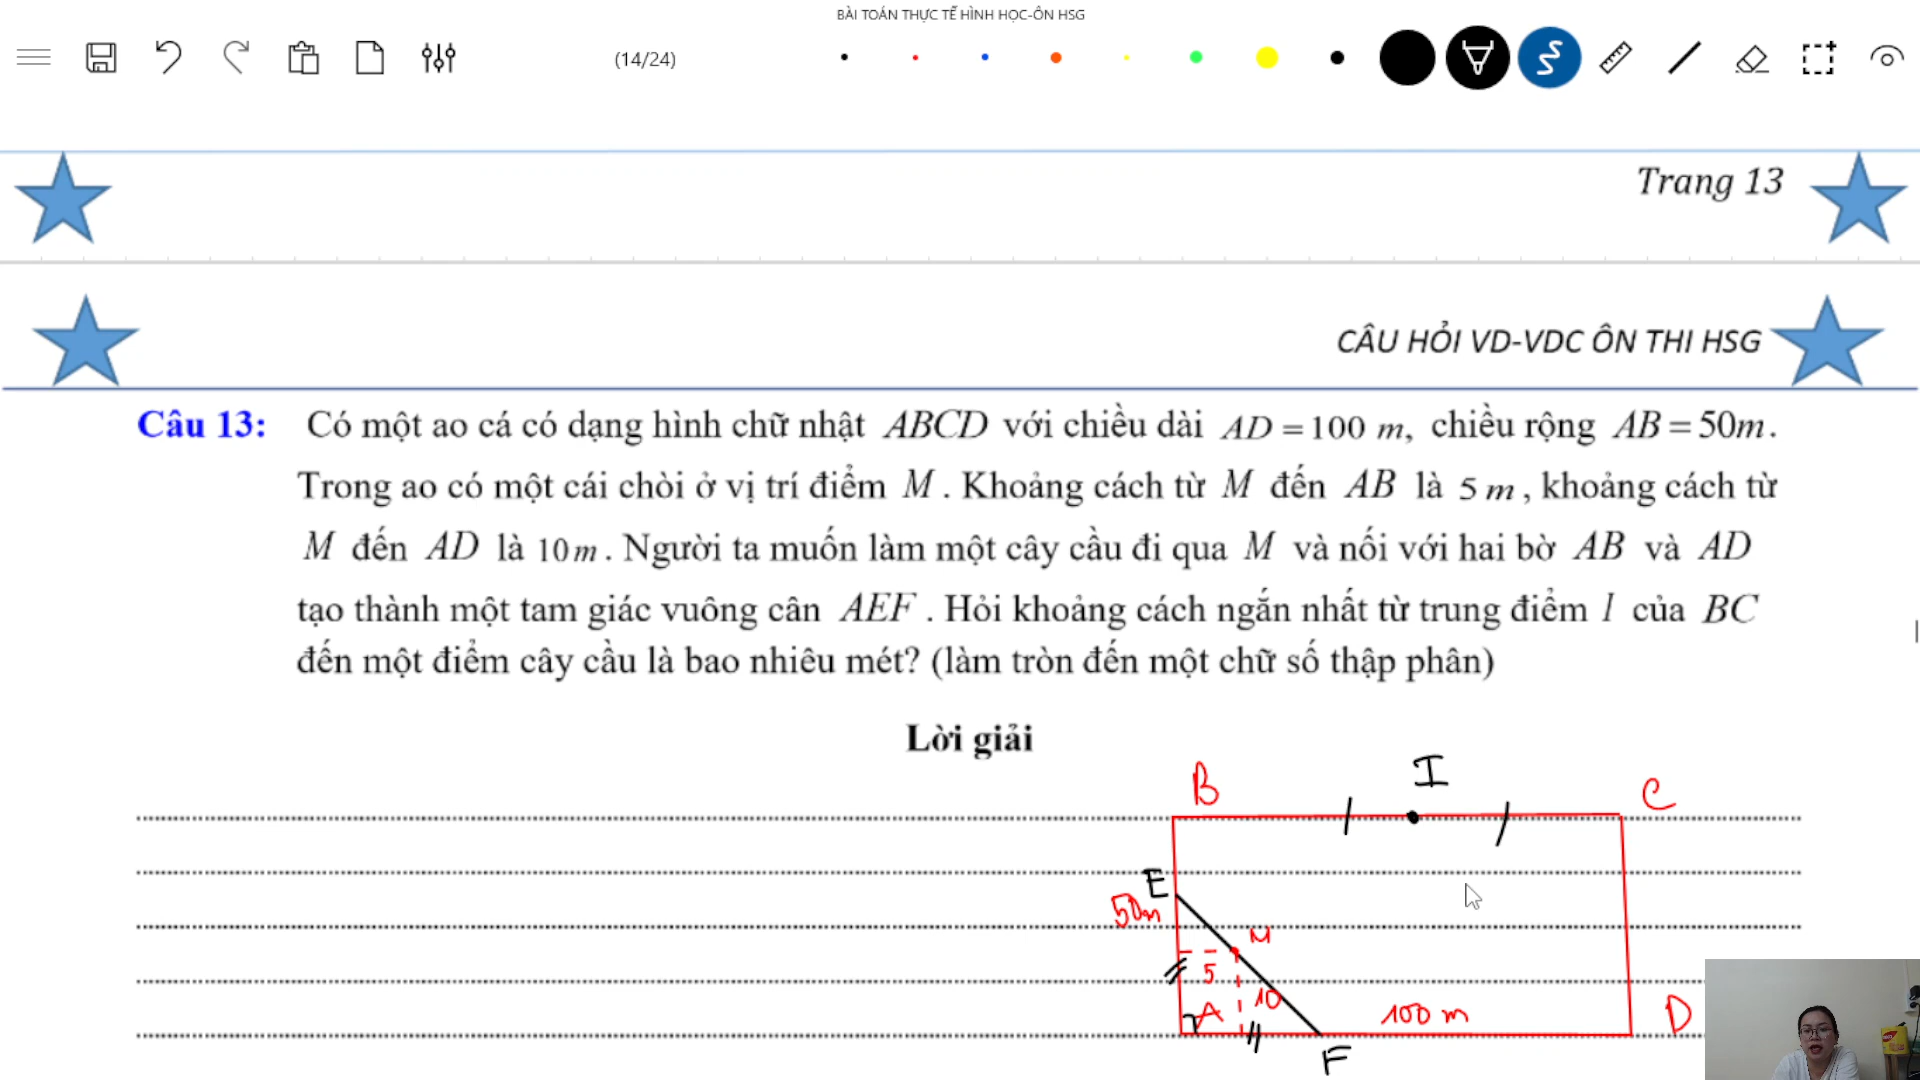 BÀI TOÁN THỰC TẾ HÌNH HỌC-ÔN HSG
(14/24)
Trang 13
CÂU HỎI VD-VDC ÔN THI HSG
Câu 13: Có một ao cá có dạng hình chữ nhật ABCD với chiều dài AD = 100 m, chiều rộng AB = 50m.
Trong ao có một cái chòi ở vị trí điểm M. Khoảng cách từ M đến AB là 5 m, khoảng cách từ
M đến AD là 10m. Người ta muốn làm một cây cầu đi qua M và nối với hai bờ AB và AD
tạo thành một tam giác vuông cân AEF. Hỏi khoảng cách ngắn nhất từ trung điểm I của BC
đến một điểm cây cầu là bao nhiêu mét? (làm tròn đến một chữ số thập phân)
Lời giải
B I C
E
50m
M
5
10
A 100 m D
F